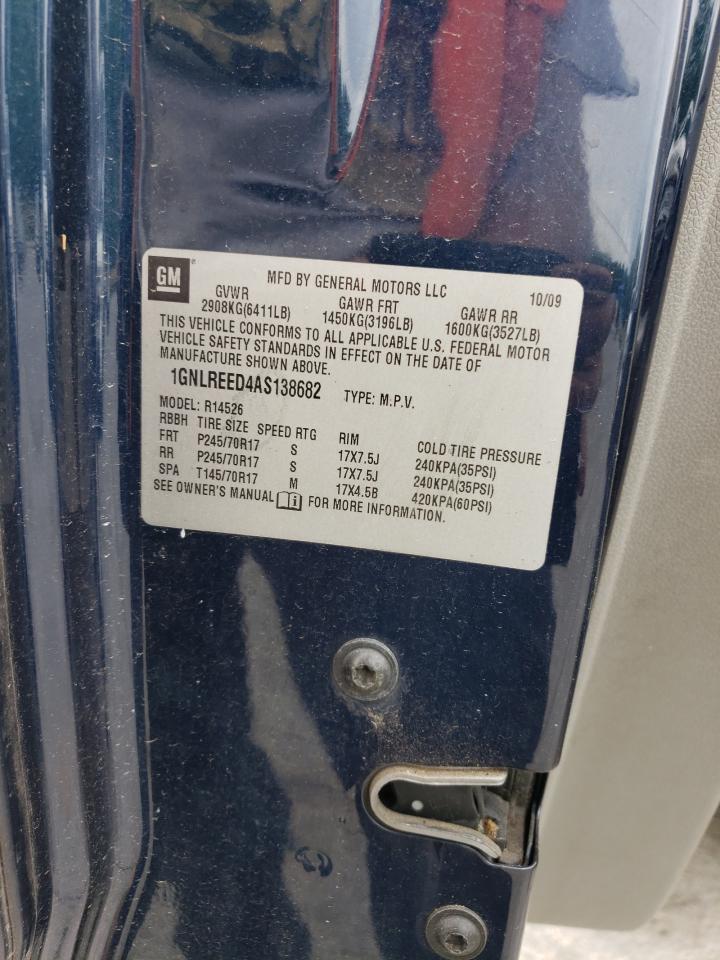 GM® MFD BY GENERAL MOTORS LLC 10/09
GVWR GAWR FRT GAWR RR
2908KG(6411LB) 1450KG(3196LB) 1600KG(3527LB)
THIS VEHICLE CONFORMS TO ALL APPLICABLE U.S. FEDERAL MOTOR
VEHICLE SAFETY STANDARDS IN EFFECT ON THE DATE OF
MANUFACTURE SHOWN ABOVE.
1GNLREED4AS138682 TYPE: M.P.V.
MODEL: R14526
RBBH TIRE SIZE SPEED RTG RIM COLD TIRE PRESSURE
FRT P245/70R17 S 17X7.5J 240KPA(35PSI)
RR P245/70R17 S 17X7.5J 240KPA(35PSI)
SPA T145/70R17 M 17X4.5B 420KPA(60PSI)
SEE OWNER'S MANUAL FOR MORE INFORMATION.